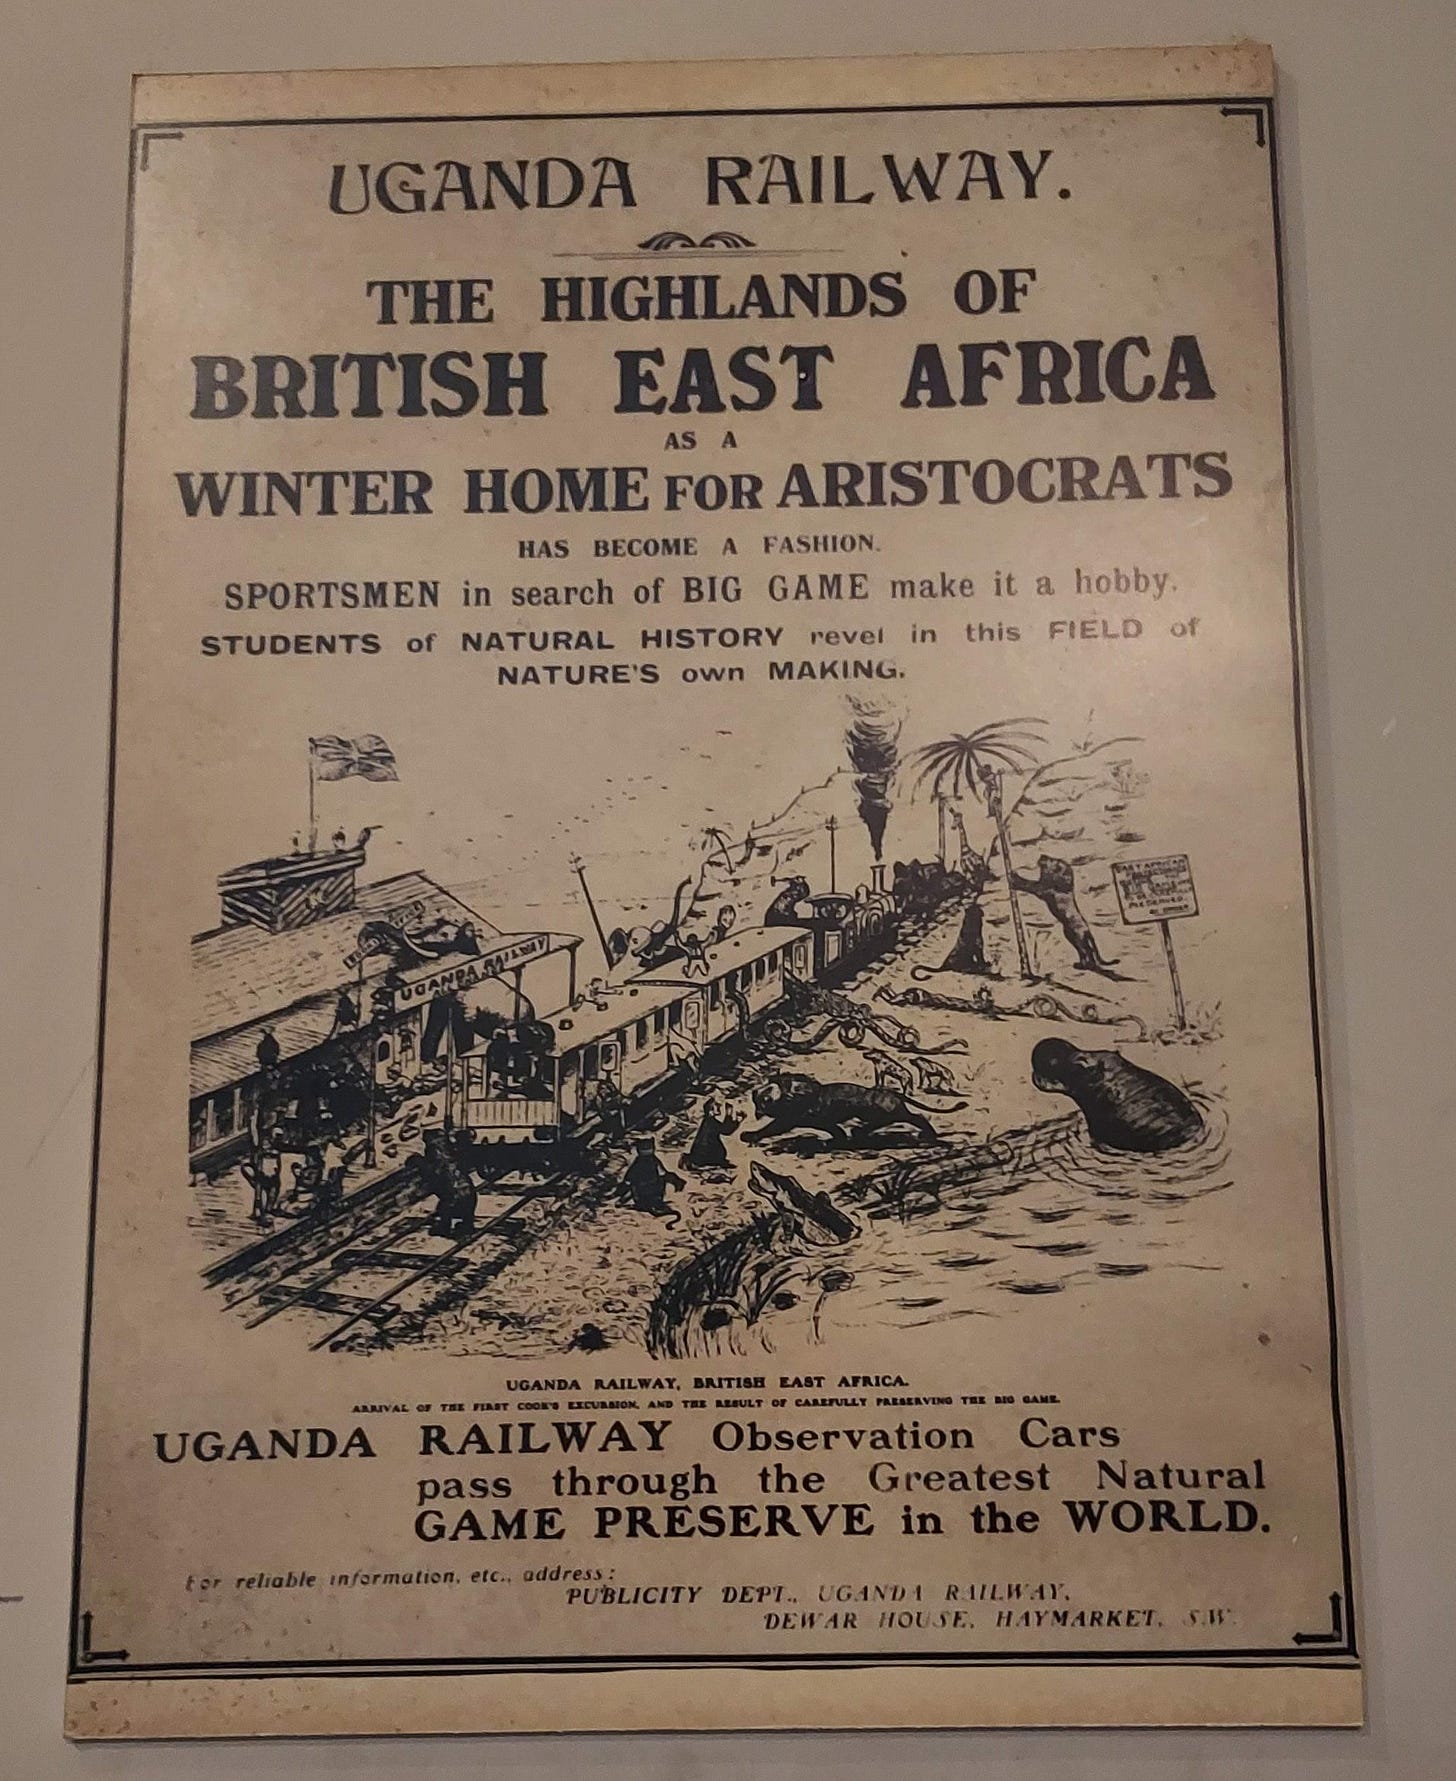 UGANDA RAILWAY.
THE HIGHLANDS OF
BRITISH EAST AFRICA
AS A
WINTER HOME FOR ARISTOCRATS
HAS BECOME A FASHION.
SPORTSMEN in search of BIG GAME make it a hobby.
STUDENTS of NATURAL HISTORY revel in this FIELD of
NATURE'S own MAKING.
UGANDA RAILWAY
EAST AFRICAN
PRESERVED.
UGANDA RAILWAY, BRITISH EAST AFRICA.
ARRIVAL OF THE FIRST COOK'S EXCURSION, AND THE RESULT OF CAREFULLY PRESERVING THE BIG GAME.
UGANDA RAILWAY Observation Cars
pass through the Greatest Natural
GAME PRESERVE in the WORLD.
For reliable information, etc., address:
PUBLICITY DEPT., UGANDA RAILWAY,
DEWAR HOUSE, HAYMARKET, S.W.